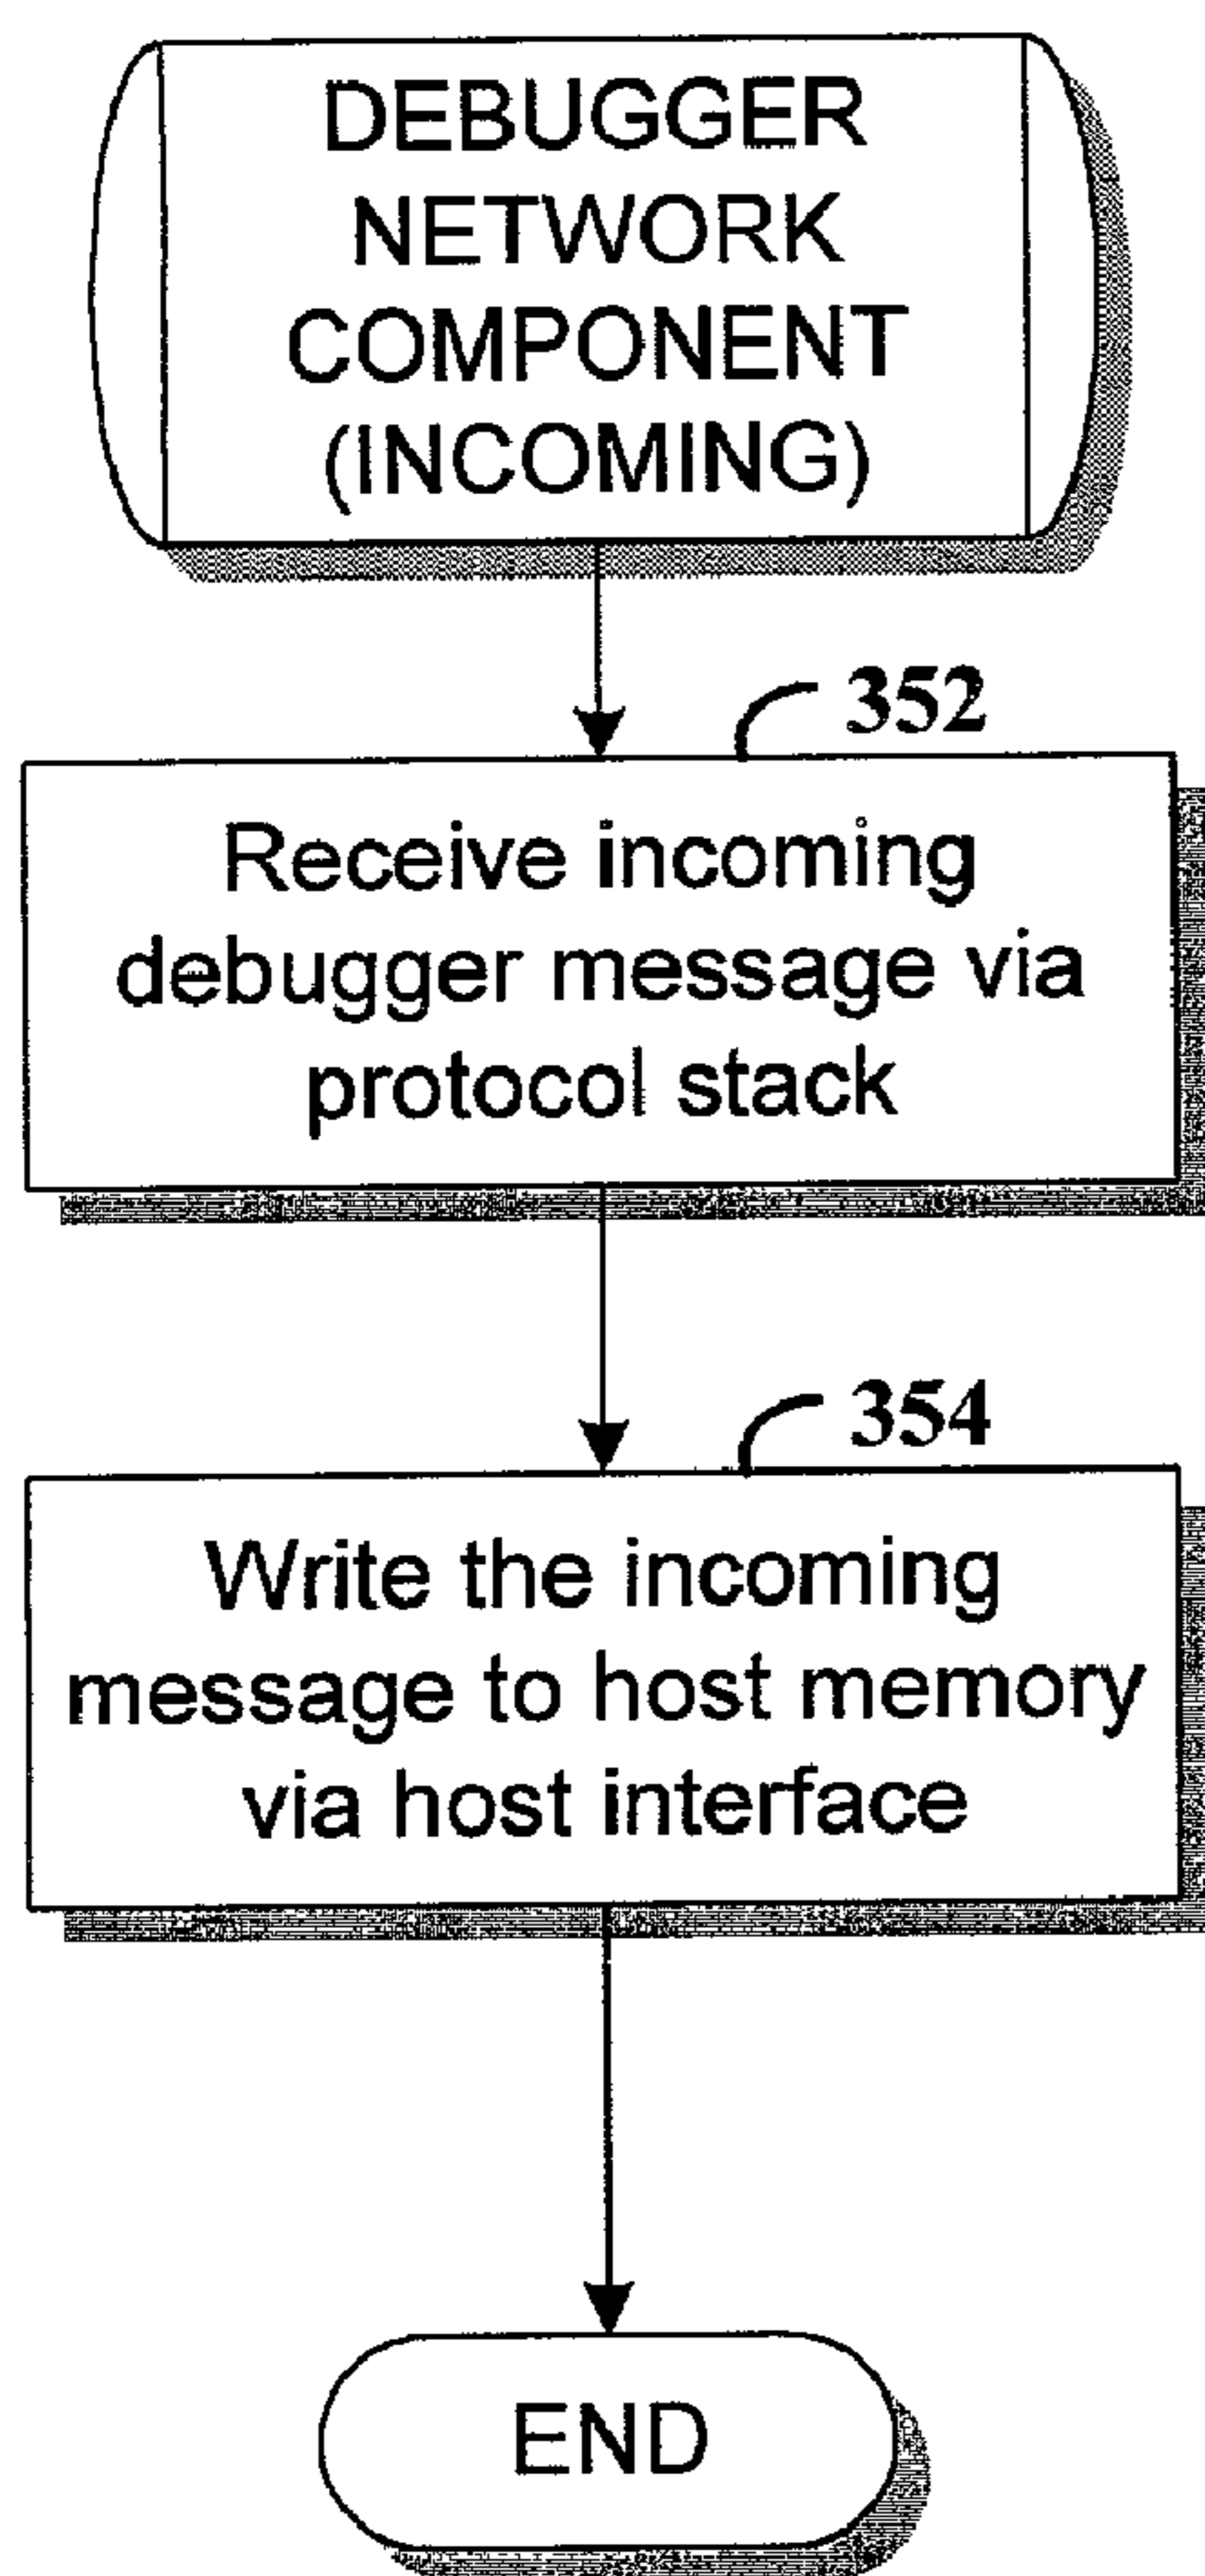 DEBUGGER
NETWORK
COMPONENT
(INCOMING)
352
Receive incoming
debugger message via
protocol stack
354
Write the incoming
message to host memory
via host interface
END